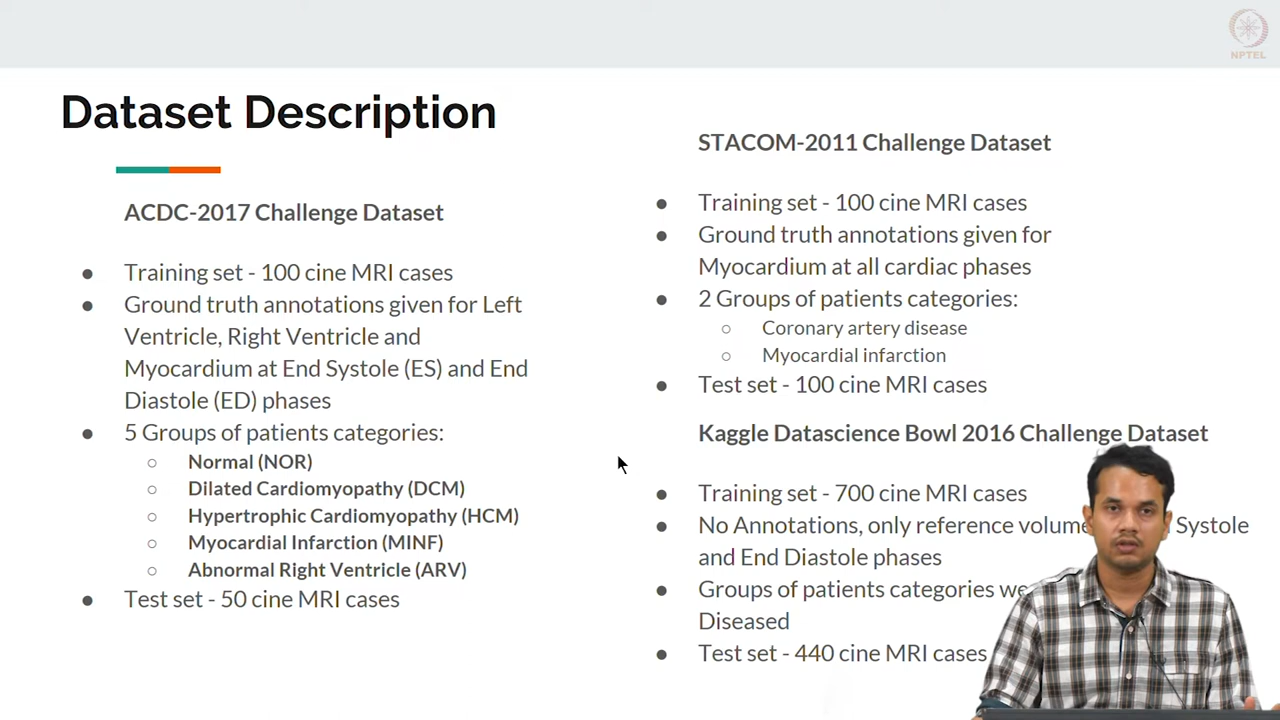 NPTEL
Dataset Description
ACDC-2017 Challenge Dataset
● Training set - 100 cine MRI cases
● Ground truth annotations given for Left
Ventricle, Right Ventricle and
Myocardium at End Systole (ES) and End
Diastole (ED) phases
● 5 Groups of patients categories:
○ Normal (NOR)
○ Dilated Cardiomyopathy (DCM)
○ Hypertrophic Cardiomyopathy (HCM)
○ Myocardial Infarction (MINF)
○ Abnormal Right Ventricle (ARV)
● Test set - 50 cine MRI cases
STACOM-2011 Challenge Dataset
● Training set - 100 cine MRI cases
● Ground truth annotations given for
Myocardium at all cardiac phases
● 2 Groups of patients categories:
○ Coronary artery disease
○ Myocardial infarction
● Test set - 100 cine MRI cases
Kaggle Datascience Bowl 2016 Challenge Dataset
● Training set - 700 cine MRI cases
● No Annotations, only reference Systole
and End Diastole phases
● Groups of patients categories
Diseased
● Test set - 440 cine MRI cases